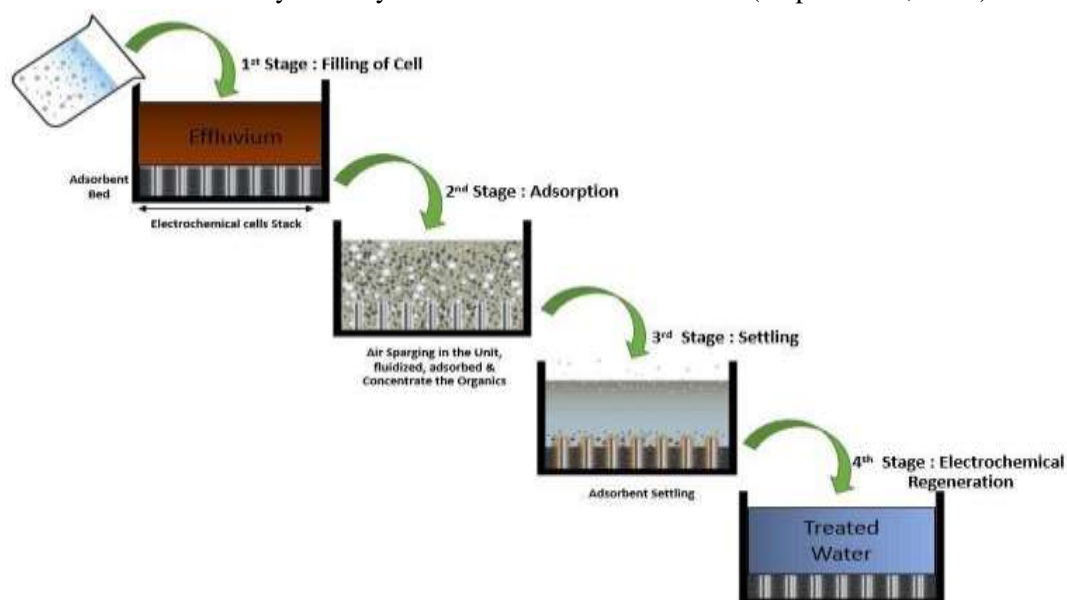 1st Stage : Filling of Cell
Effluvium
Adsorbent
Bed
Electrochemical cells Stack
2nd Stage : Adsorption
Air Sparging in the Unit,
fluidized, adsorbed &
Concentrate the Organics
3rd Stage : Settling
Adsorbent Settling
4th Stage : Electrochemical
Regeneration
Treated
Water